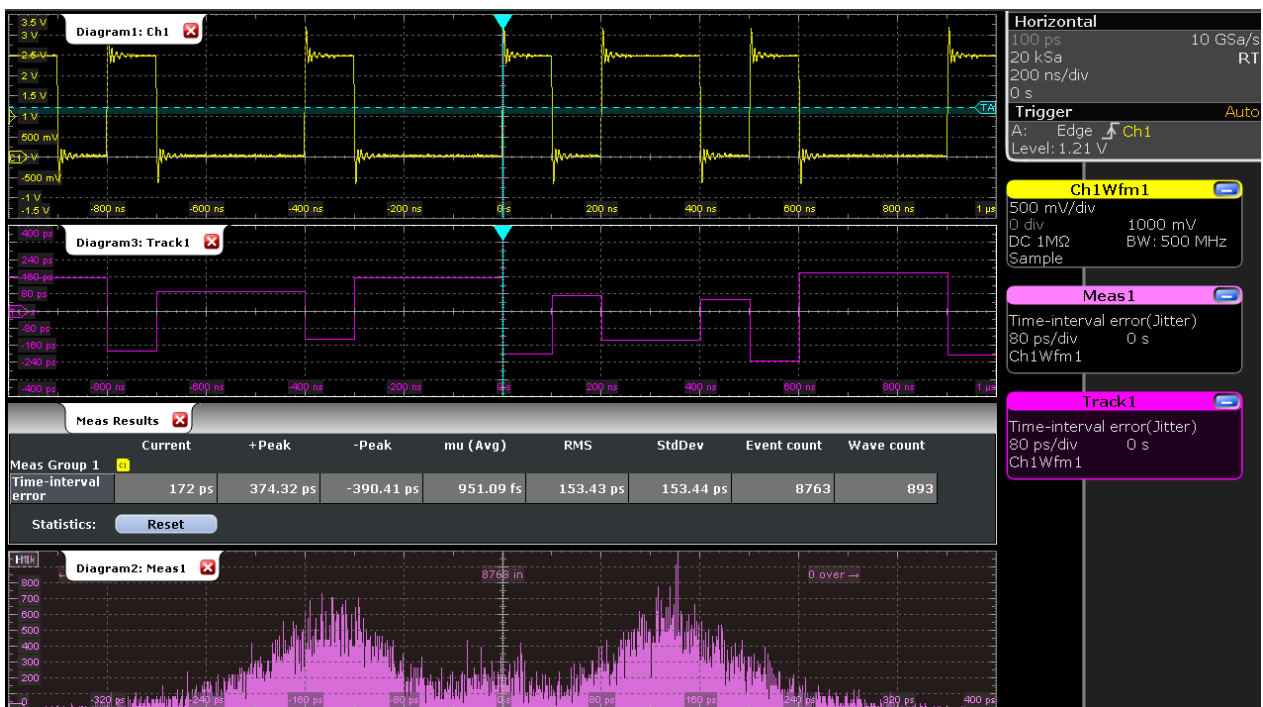 3.5 V
3 V
Diagram1: Ch1
2.5 V
2 V
1.5 V
1 V
TA
500 mV
C1
V
-500 mV
-1 V
-1.5 V
-800 ns -600 ns -400 ns -200 ns 0 s 200 ns 400 ns 600 ns 800 ns 1 µs
400 ps
Diagram3: Track1
240 ps
160 ps
80 ps
-80 ps
-160 ps
-240 ps
-400 ps
-800 ns -600 ns -400 ns -200 ns 0 s 200 ns 400 ns 600 ns 800 ns 1 µs
Meas Results
Current +Peak -Peak mu (Avg) RMS StdDev Event count Wave count
Meas Group 1 C1
Time-interval error 172 ps 374.32 ps -390.41 ps 951.09 fs 153.43 ps 153.44 ps 8763 893
Statistics: Reset
Diagram2: Meas1
8763 in
0 over →
800
700
600
500
400
300
200
0
-320 ps -240 ps -160 ps -80 ps 0 s 80 ps 160 ps 240 ps 320 ps 400 ps
Horizontal
100 ps 10 GSa/s
20 kSa RT
200 ns/div
0 s
Trigger Auto
A: Edge Ch1
Level: 1.21 V
Ch1Wfm1
500 mV/div
0 div 1000 mV
DC 1MΩ BW: 500 MHz
Sample
Meas1
Time-interval error(Jitter)
80 ps/div 0 s
Ch1Wfm1
Track1
Time-interval error(Jitter)
80 ps/div 0 s
Ch1Wfm1